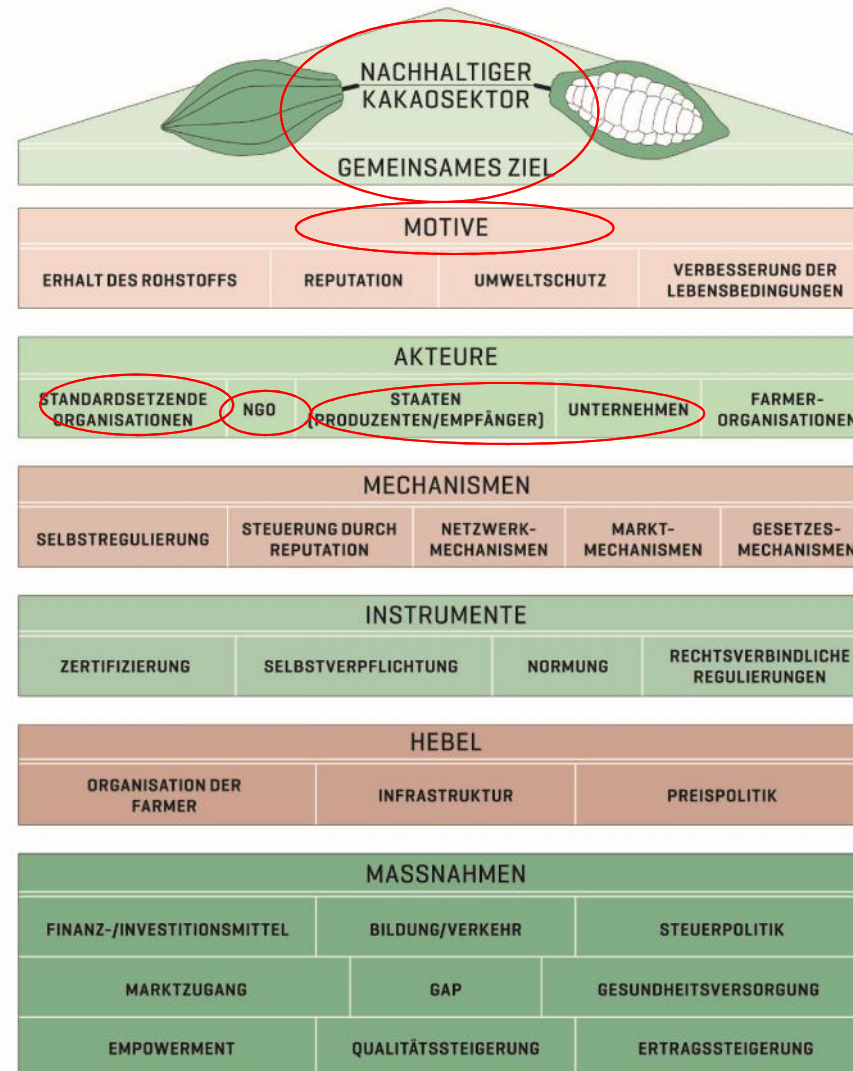 NACHHALTIGER
KAKAOSEKTOR
GEMEINSAMES ZIEL
MOTIVE
ERHALT DES ROHSTOFFS
REPUTATION
UMWELTSCHUTZ
VERBESSERUNG DER
LEBENSBEDINGUNGEN
AKTEURE
STANDARDSETZENDE
ORGANISATIONEN
NGO
STAATEN
(PRODUZENTEN/EMPFÄNGER)
UNTERNEHMEN
FARMER-
ORGANISATIONEN
MECHANISMEN
SELBSTREGULIERUNG
STEUERUNG DURCH
REPUTATION
NETZWERK-
MECHANISMEN
MARKT-
MECHANISMEN
GESETZES-
MECHANISMEN
INSTRUMENTE
ZERTIFIZIERUNG
SELBSTVERPFLICHTUNG
NORMUNG
RECHTSVERBINDLICHE
REGULIERUNGEN
HEBEL
ORGANISATION DER
FARMER
INFRASTRUKTUR
PREISPOLITIK
MASSNAHMEN
FINANZ-/INVESTITIONSMITTEL
BILDUNG/VERKEHR
STEUERPOLITIK
MARKTZUGANG
GAP
GESUNDHEITSVERSORGUNG
EMPOWERMENT
QUALITÄTSSTEIGERUNG
ERTRAGSSTEIGERUNG